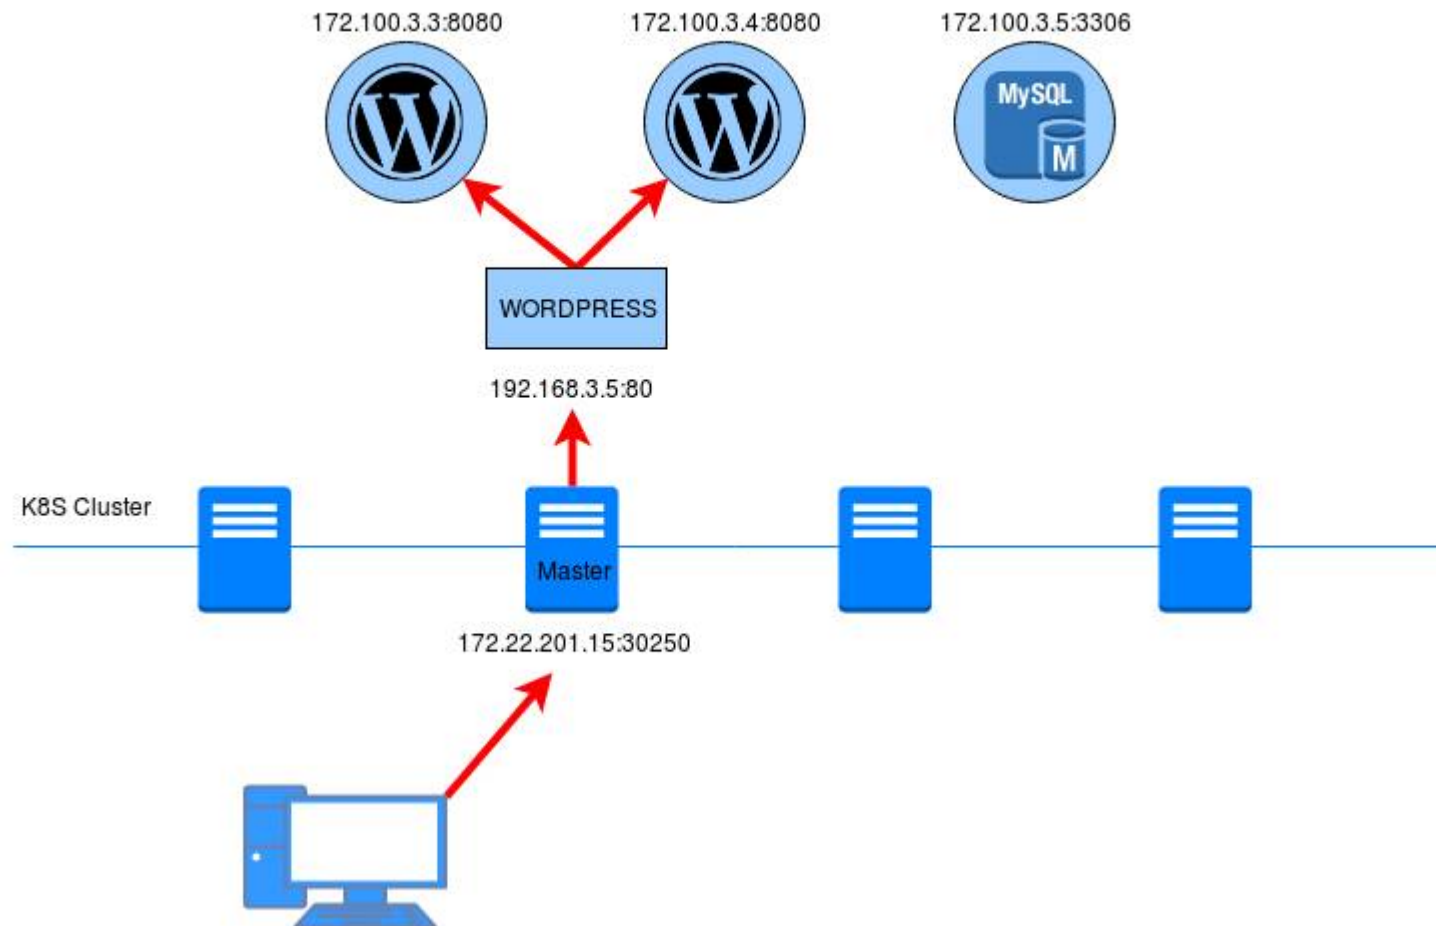 172.100.3.3:8080
172.100.3.4:8080
172.100.3.5:3306
W
W
MySQL
M
WORDPRESS
192.168.3.5:80
K8S Cluster
Master
172.22.201.15:30250